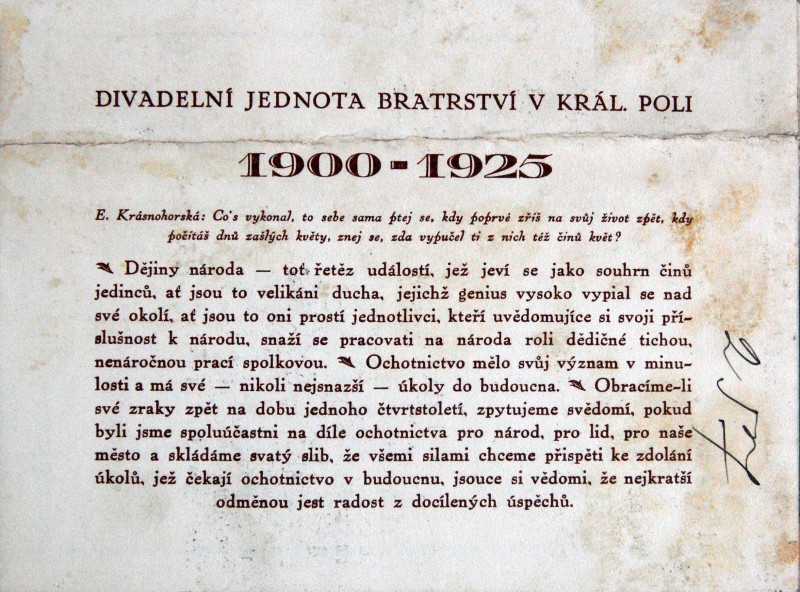 DIVADELNÍ JEDNOTA BRATRSTVÍ V KRÁL. POLI
1900-1925
E. Krásnohorská: Co's vykonal, to sebe sama ptej se, kdy poprvé zříš na svůj život zpět, kdy
počítáš dnů zašlých květy, znej se, zda vypučel ti z nich též činů květ?
Dějiny národa — toť řetěz událostí, jež jeví se jako souhrn činů
jedinců, ať jsou to velikáni ducha, jejichž genius vysoko vypial se nad
své okolí, ať jsou to oni prostí jednotlivci, kteří uvědomujíce si svoji pří-
slušnost k národu, snaží se pracovati na národa roli dědičné tichou,
nenáročnou prací spolkovou. Ochotnictvo mělo svůj význam v minu-
losti a má své — nikoli nejsnazší — úkoly do budoucna. Obracíme-li
své zraky zpět na dobu jednoho čtvrtstoletí, zpytujeme svědomí, pokud
byli jsme spoluúčastni na díle ochotnictva pro národ, pro lid, pro naše
město a skládáme svatý slib, že všemi silami chceme přispěti ke zdolání
úkolů, jež čekají ochotnictvo v budoucnu, jsouce si vědomi, že nejkratší
odměnou jest radost z docílených úspěchů.